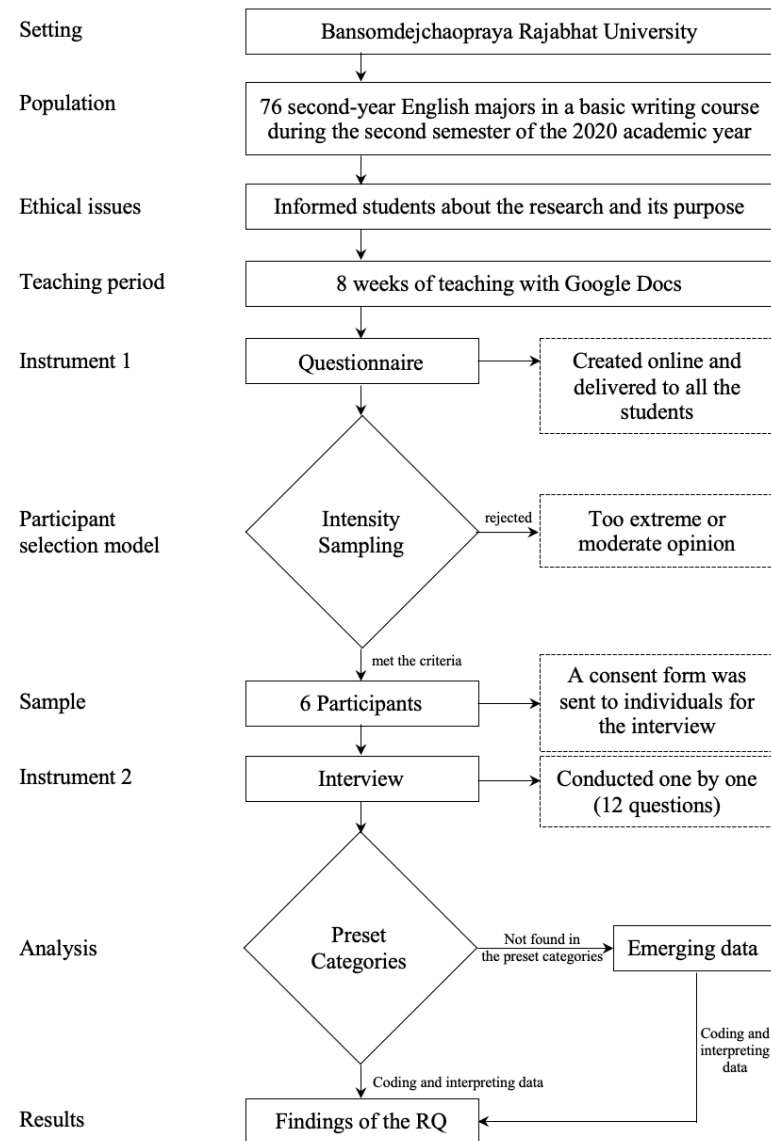 Setting
Bansomdejchaopraya Rajabhat University
Population
76 second-year English majors in a basic writing course
during the second semester of the 2020 academic year
Ethical issues
Informed students about the research and its purpose
Teaching period
8 weeks of teaching with Google Docs
Instrument 1
Questionnaire
Created online and
delivered to all the
students
Participant
selection model
Intensity
Sampling
rejected
Too extreme or
moderate opinion
met the criteria
Sample
6 Participants
A consent form was
sent to individuals for
the interview
Instrument 2
Interview
Conducted one by one
(12 questions)
Analysis
Preset
Categories
Not found in
the preset categories
Emerging data
Coding and
interpreting
data
Coding and interpreting data
Results
Findings of the RQ